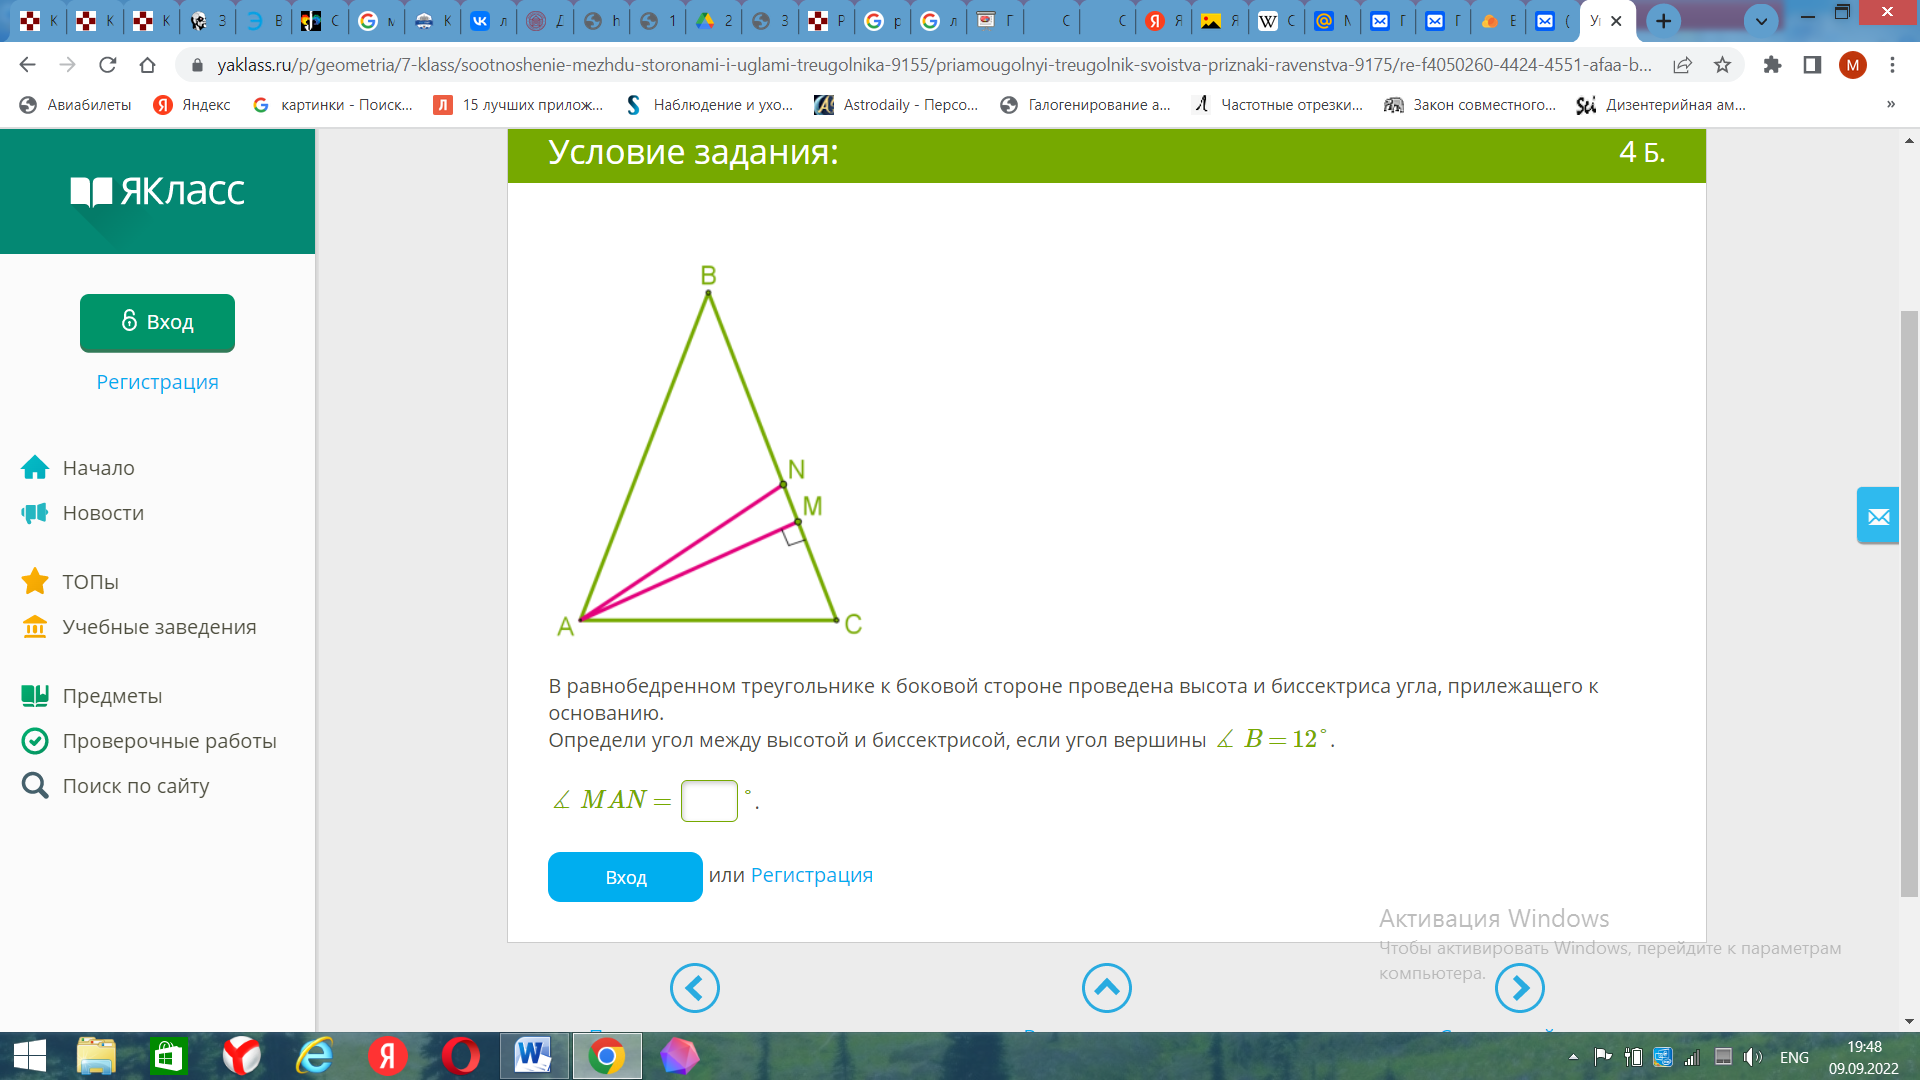 yaklass.ru/p/geometria/7-klass/sootnoshenie-mezhdu-storonami-i-uglami-treugolnika-9155/priamougolnyi-treugolnik-svoistva-priznaki-ravenstva-9175/re-f4050260-4424-4551-afaa-b...
M
Авиабилеты Яндекс картинки - Поиск... 15 лучших прилож... Наблюдение и ухо... Astrodaily - Персо... Галогенирование а... Частотные отрезки... Закон совместного... Дизентерийная ам... »
ЯКласс
Вход
Регистрация
Начало
Новости
ТОПы
Учебные заведения
Предметы
Проверочные работы
Поиск по сайту
Условие задания: 4 Б.
B
N
M
A
C
В равнобедренном треугольнике к боковой стороне проведена высота и биссектриса угла, прилежащего к
основанию.
Определи угол между высотой и биссектрисой, если угол вершины ∡ B = 12°.
∡ MAN = °.
Вход или Регистрация
Активация Windows
Чтобы активировать Windows, перейдите к параметрам
компьютера.
ENG
19:48
09.09.2022